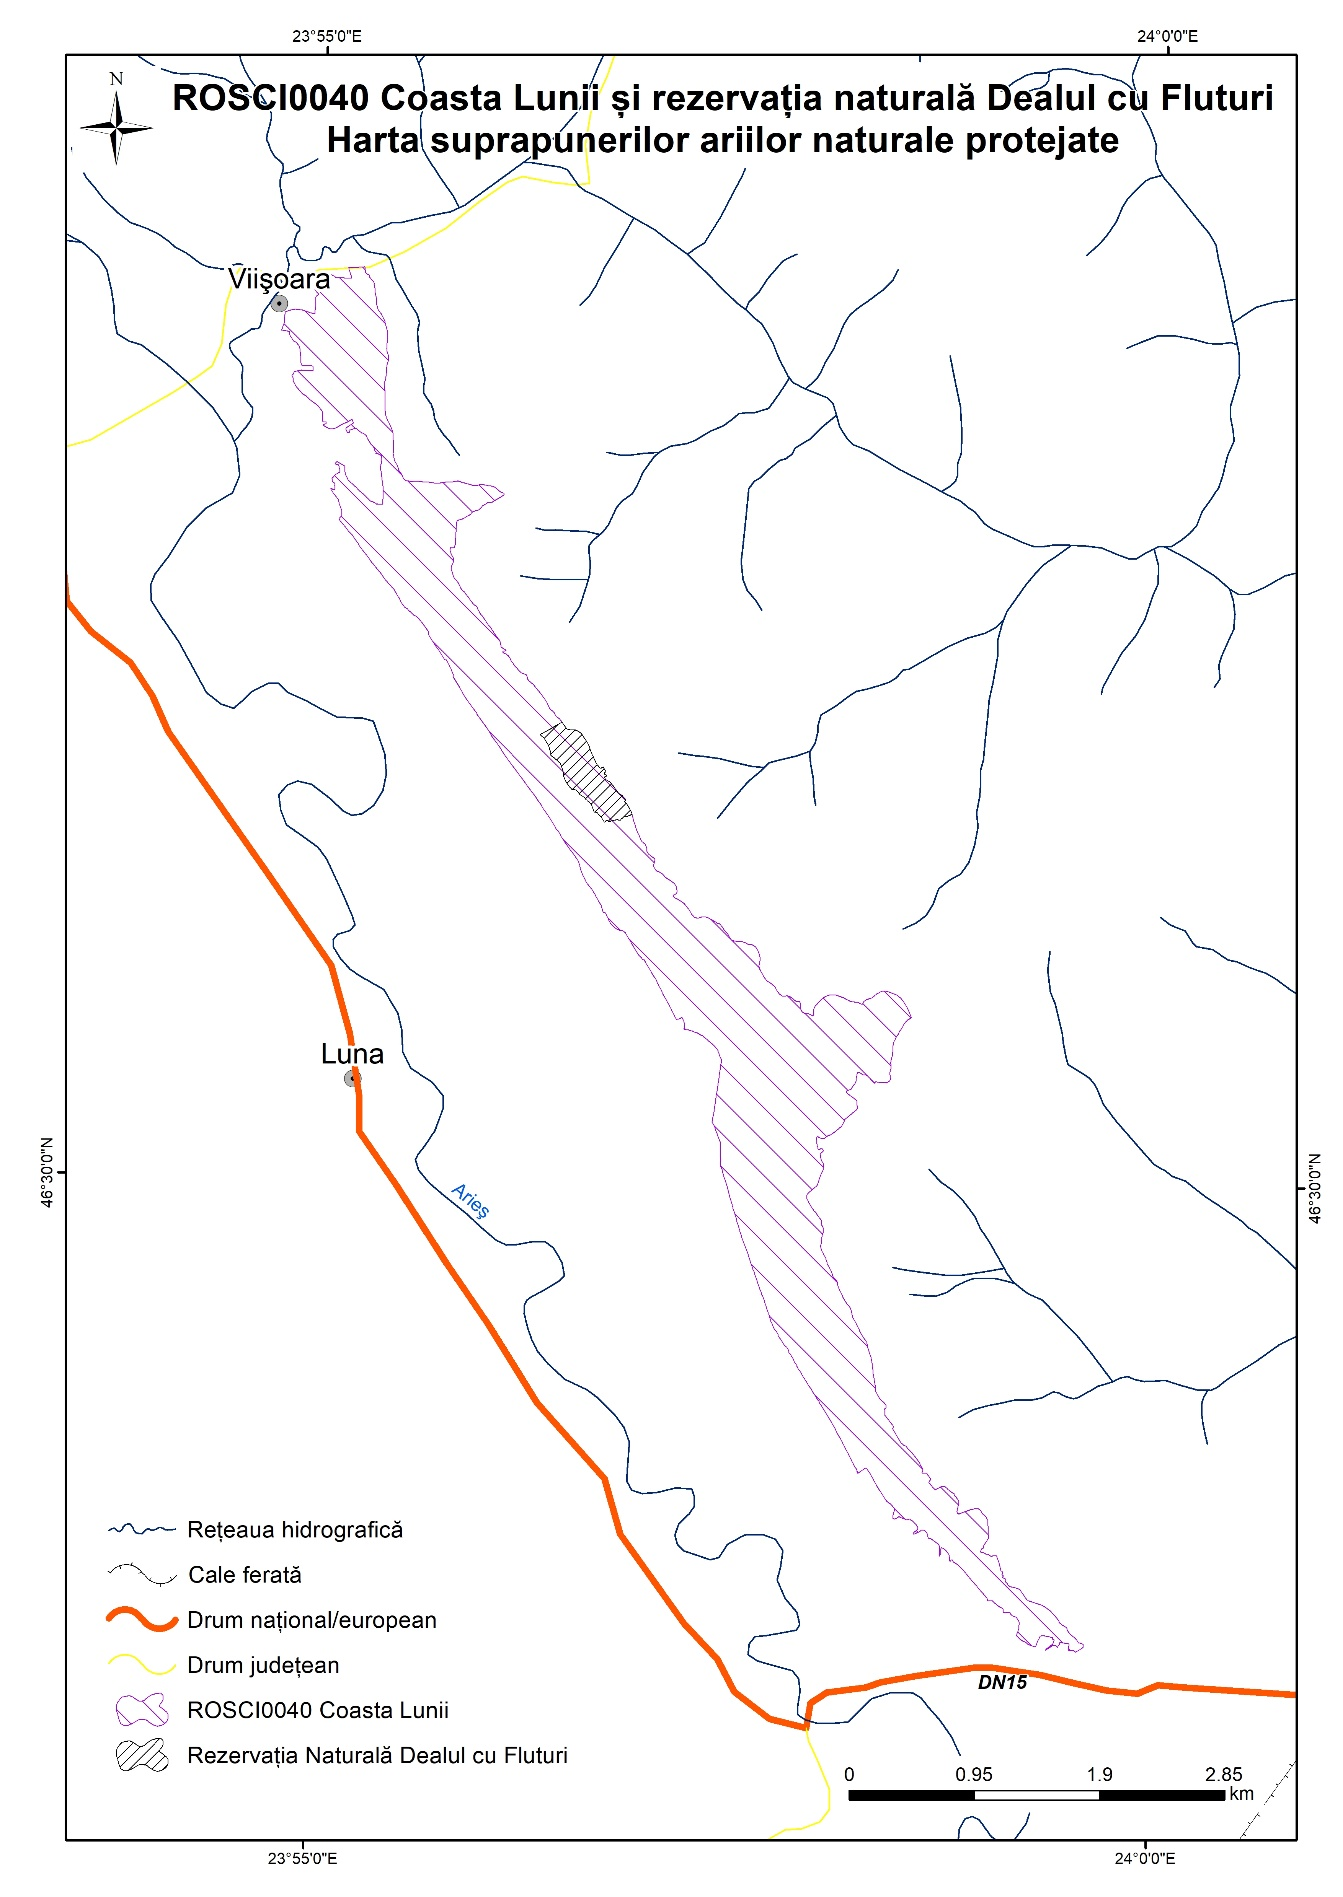 23°55'0"E
24°0'0"E
N
ROSCI0040 Coasta Lunii și rezervația naturală Dealul cu Fluturi
Harta suprapunerilor ariilor naturale protejate
Viişoara
Luna
46°30'0"N
46°30'0"N
Arieş
Rețeaua hidrografică
Cale ferată
Drum național/european
Drum județean
DN15
ROSCI0040 Coasta Lunii
Rezervația Naturală Dealul cu Fluturi
0 0.95 1.9 2.85
km
23°55'0"E
24°0'0"E